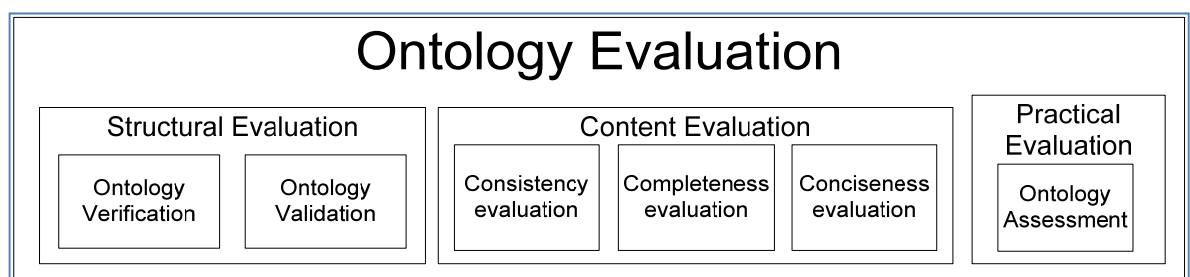 Ontology Evaluation
Structural Evaluation
Ontology
Verification
Ontology
Validation
Content Evaluation
Consistency
evaluation
Completeness
evaluation
Conciseness
evaluation
Practical
Evaluation
Ontology
Assessment